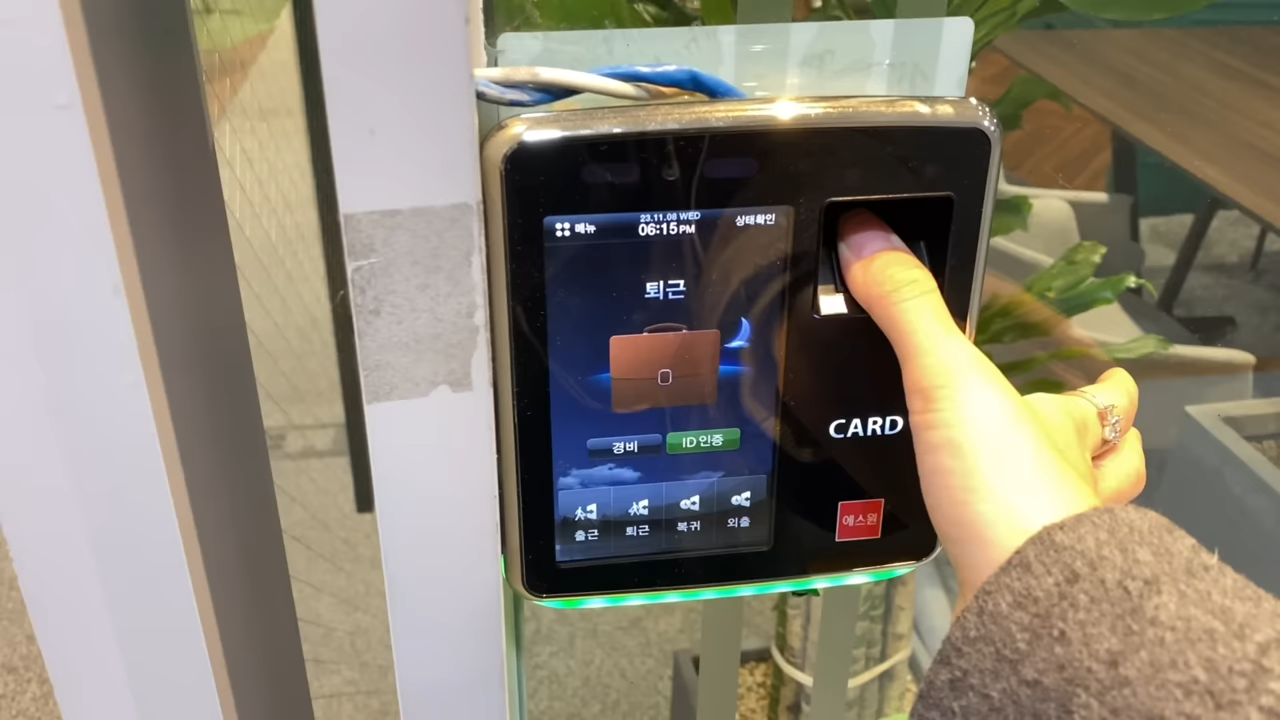 메뉴
23.11.08 WED
06:15 PM
상태확인
퇴근
경비
ID 인증
출근
퇴근
복귀
외출
CARD
에스원